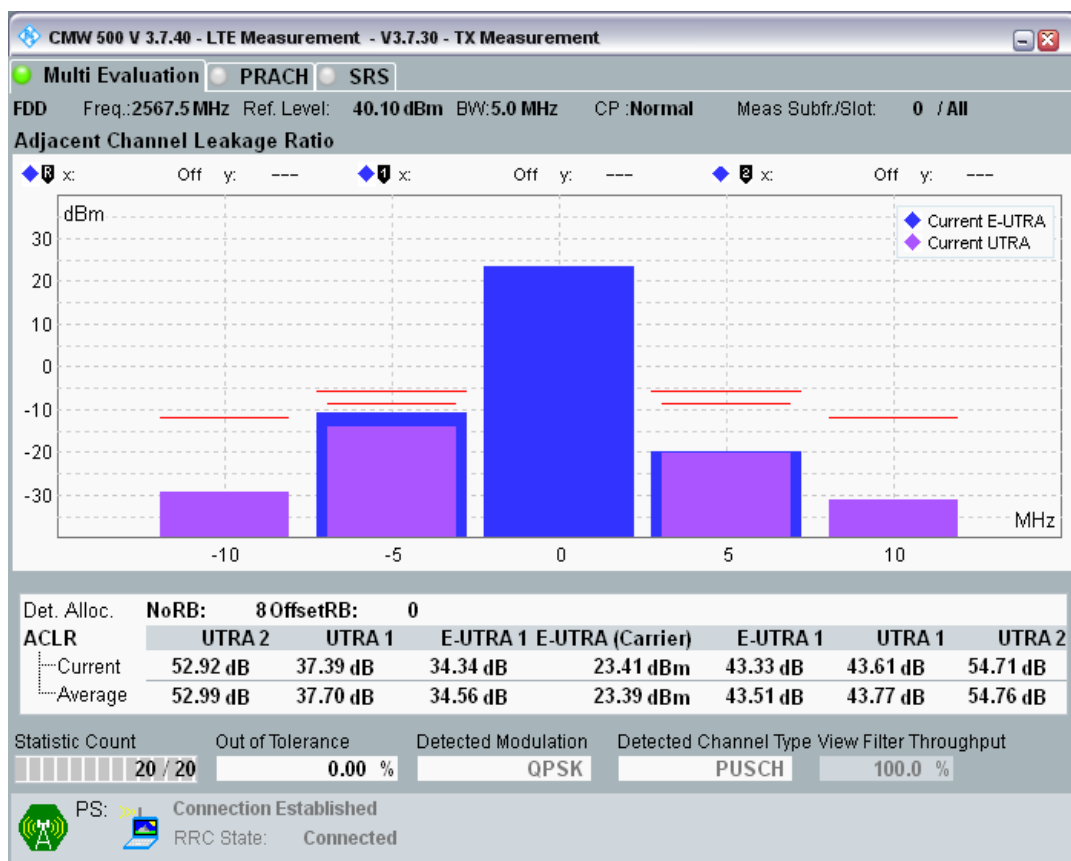 CMW 500 V 3.7.40 - LTE Measurement - V3.7.30 - TX Measurement
Multi Evaluation PRACH SRS
FDD Freq.:2567.5 MHz Ref. Level: 40.10 dBm BW:5.0 MHz CP :Normal Meas Subfr./Slot: 0 / All
Adjacent Channel Leakage Ratio
R x: Off y: --- 1 x: Off y: --- 2 x: Off y: ---
dBm
Current E-UTRA
Current UTRA
30
20
10
0
-10
-20
-30
MHz
-10 -5 0 5 10
Det. Alloc. NoRB: 8 OffsetRB: 0
ACLR UTRA 2 UTRA 1 E-UTRA 1 E-UTRA (Carrier) E-UTRA 1 UTRA 1 UTRA 2
Current 52.92 dB 37.39 dB 34.34 dB 23.41 dBm 43.33 dB 43.61 dB 54.71 dB
Average 52.99 dB 37.70 dB 34.56 dB 23.39 dBm 43.51 dB 43.77 dB 54.76 dB
Statistic Count Out of Tolerance Detected Modulation Detected Channel Type View Filter Throughput
20 / 20 0.00 % QPSK PUSCH 100.0 %
PS: Connection Established
RRC State: Connected